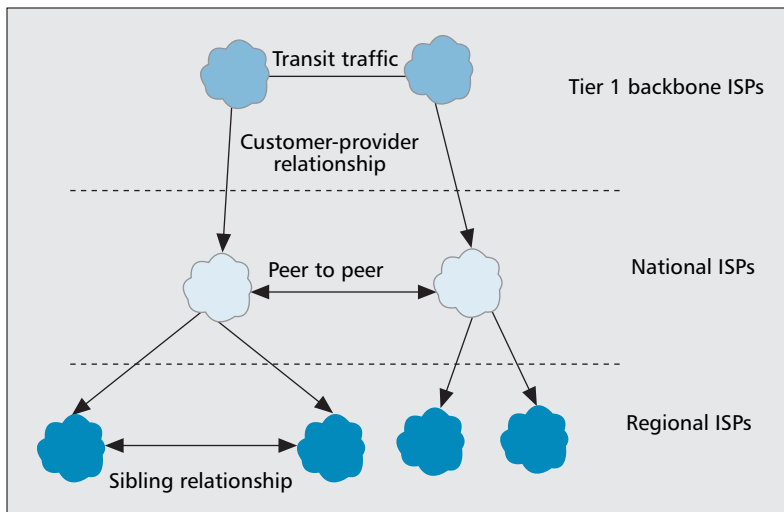 Transit traffic
Tier 1 backbone ISPs
Customer-provider
relationship
Peer to peer
National ISPs
Regional ISPs
Sibling relationship